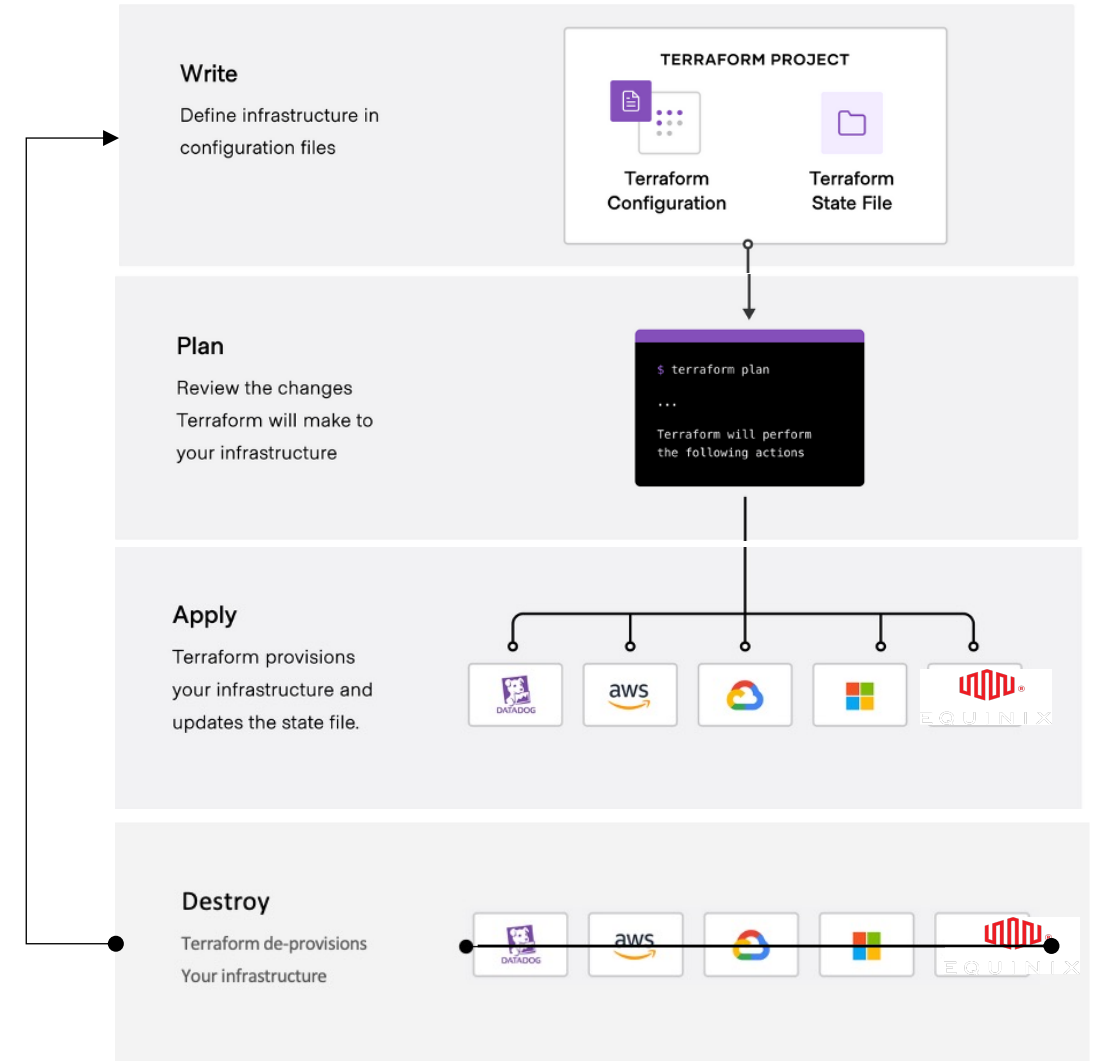 Write
Define infrastructure in
configuration files
TERRAFORM PROJECT
Terraform
Configuration
Terraform
State File
Plan
Review the changes
Terraform will make to
your infrastructure
$ terraform plan
...
Terraform will perform
the following actions
Apply
Terraform provisions
your infrastructure and
updates the state file.
DATADOG
aws
EQUINIX
Destroy
Terraform de-provisions
Your infrastructure
DATADOG
aws
EQUINIX